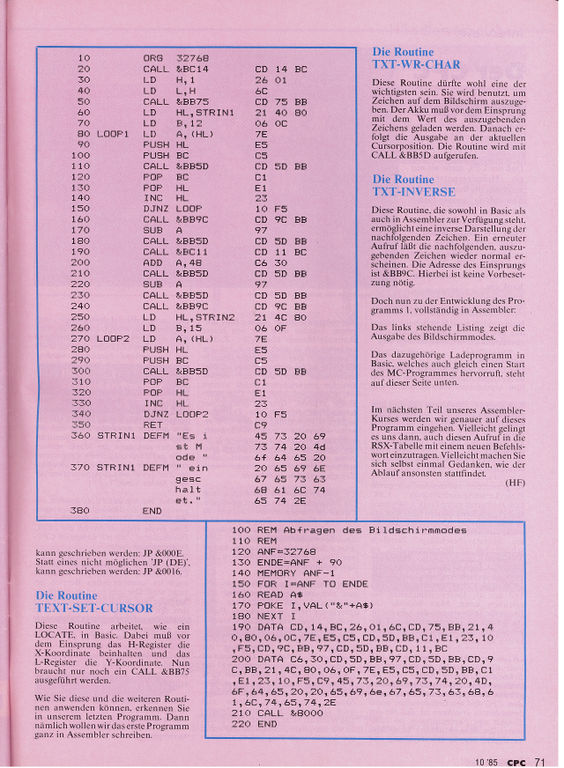 10 ORG 32768
20 CALL &BC14 CD 14 BC
30 LD H,1 26 01
40 LD L,H 6C
50 CALL &BB75 CD 75 BB
60 LD HL,STRIN1 21 40 80
70 LD B,12 06 0C
80 LOOP1 LD A,(HL) 7E
90 PUSH HL E5
100 PUSH BC C5
110 CALL &BB5D CD 5D BB
120 POP BC C1
130 POP HL E1
140 INC HL 23
150 DJNZ LOOP 10 F5
160 CALL &BB9C CD 9C BB
170 SUB A 97
180 CALL &BB5D CD 5D BB
190 CALL &BC11 CD 11 BC
200 ADD A,48 C6 30
210 CALL &BB5D CD 5D BB
220 SUB A 97
230 CALL &BB5D CD 5D BB
240 CALL &BB9C CD 9C BB
250 LD HL,STRIN2 21 4C 80
260 LD B,15 06 0F
270 LOOP2 LD A,(HL) 7E
280 PUSH HL E5
290 PUSH BC C5
300 CALL &BB5D CD 5D BB
310 POP BC C1
320 POP HL E1
330 INC HL 23
340 DJNZ LOOP2 10 F5
350 RET C9
360 STRIN1 DEFM "Es i 45 73 20 69
st M 73 74 20 4d
ode " 6f 64 65 20
370 STRIN1 DEFM " ein 20 65 69 6E
gesc 67 65 73 63
halt 68 61 6C 74
et." 65 74 2E
380 END
kann geschrieben werden: JP &000E.
Statt eines nicht möglichen 'JP (DE)',
kann geschrieben werden: JP &0016.
Die Routine
TEXT-SET-CURSOR
Diese Routine arbeitet, wie ein
LOCATE, in Basic. Dabei muß vor
dem Einsprung das H-Register die
X-Koordinate beinhalten und das
L-Register die Y-Koordinate. Nun
braucht nur noch ein CALL &BB75
ausgeführt werden.
Wie Sie diese und die weiteren Routi-
nen anwenden können, erkennen Sie
in unserem letzten Programm. Dann
nämlich wollen wir das erste Programm
ganz in Assembler schreiben.
Die Routine
TXT-WR-CHAR
Diese Routine dürfte wohl eine der
wichtigsten sein. Sie wird benutzt, um
Zeichen auf dem Bildschirm auszuge-
ben. Der Akku muß vor dem Einsprung
mit dem Wert des auszugebenden
Zeichens geladen werden. Danach er-
folgt die Ausgabe an der aktuellen
Cursorposition. Die Routine wird mit
CALL &BB5D aufgerufen.
Die Routine
TXT-INVERSE
Diese Routine, die sowohl in Basic als
auch in Assembler zur Verfügung steht,
ermöglicht eine inverse Darstellung der
nachfolgenden Zeichen. Ein erneuter
Aufruf läßt die nachfolgenden, auszu-
gebenden Zeichen wieder normal er-
scheinen. Die Adresse des Einsprungs
ist &BB9C. Hierbei ist keine Vorbeset-
zung nötig.
Doch nun zu der Entwicklung des Pro-
gramms 1, vollständig in Assembler:
Das links stehende Listing zeigt die
Ausgabe des Bildschirmmodes.
Das dazugehörige Ladeprogramm in
Basic, welches auch gleich einen Start
des MC-Programmes hervorruft, steht
auf dieser Seite unten.
Im nächsten Teil unseres Assembler-
Kurses werden wir genauer auf dieses
Programm eingehen. Vielleicht gelingt
es uns dann, auch diesen Aufruf in die
RSX-Tabelle mit einem neuen Befehls-
wort einzutragen. Vielleicht machen Sie
sich selbst einmal Gedanken, wie der
Ablauf ansonsten stattfindet.
(HF)
100 REM Abfragen des Bildschirmmodes
110 REM
120 ANF=32768
130 ENDE=ANF + 90
140 MEMORY ANF-1
150 FOR I=ANF TO ENDE
160 READ A$
170 POKE I,VAL("&"+A$)
180 NEXT I
190 DATA CD,14,BC,26,01,6C,CD,75,BB,21,4
0,80,06,0C,7E,E5,C5,CD,5D,BB,C1,E1,23,10
,F5,CD,9C,BB,97,CD,5D,BB,CD,11,BC
200 DATA C6,30,CD,5D,BB,97,CD,5D,BB,CD,9
C,BB,21,4C,80,06,0F,7E,E5,C5,CD,5D,BB,C1
,E1,23,10,F5,C9,45,73,20,69,73,74,20,4D,
6F,64,65,20,20,65,69,6e,67,65,73,63,68,6
1,6C,74,65,74,2E
210 CALL &8000
220 END
10 '85 CPC 71